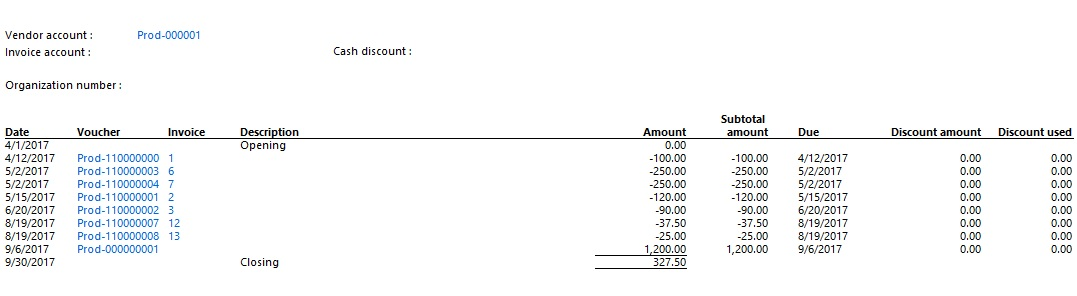 Vendor account : Prod-000001
Invoice account : Cash discount :
Organization number :
Subtotal
Date Voucher Invoice Description Amount amount Due Discount amount Discount used
4/1/2017 Opening 0.00
4/12/2017 Prod-110000000 1 -100.00 -100.00 4/12/2017 0.00 0.00
5/2/2017 Prod-110000003 6 -250.00 -250.00 5/2/2017 0.00 0.00
5/2/2017 Prod-110000004 7 -250.00 -250.00 5/2/2017 0.00 0.00
5/15/2017 Prod-110000001 2 -120.00 -120.00 5/15/2017 0.00 0.00
6/20/2017 Prod-110000002 3 -90.00 -90.00 6/20/2017 0.00 0.00
8/19/2017 Prod-110000007 12 -37.50 -37.50 8/19/2017 0.00 0.00
8/19/2017 Prod-110000008 13 -25.00 -25.00 8/19/2017 0.00 0.00
9/6/2017 Prod-000000001 1,200.00 1,200.00 9/6/2017 0.00 0.00
9/30/2017 Closing 327.50